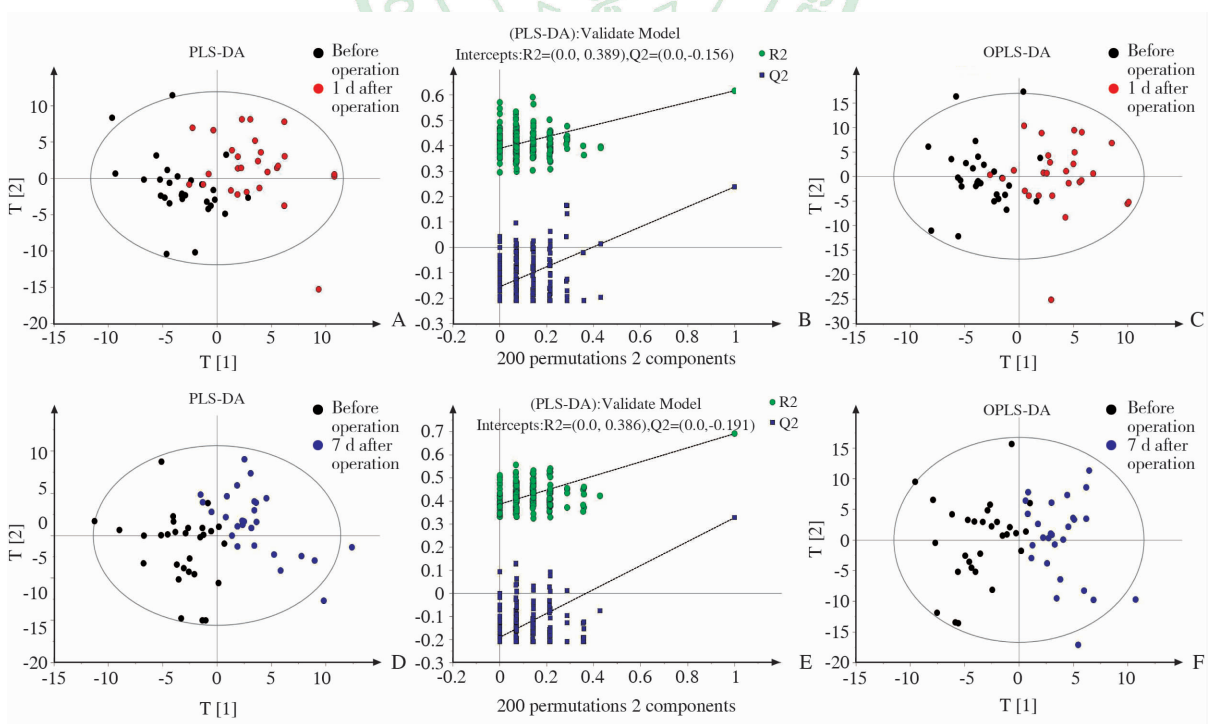 PLS-DA
Before
operation
1 d after
operation
T [2]
10
5
0
-5
-10
-15
-20
-15
-10
-5
0
5
10
T [1]
A
(PLS-DA):Validate Model
Intercepts:R2=(0.0, 0.389),Q2=(0.0,-0.156)
R2
Q2
0.6
0.5
0.4
0.3
0.2
0.1
0
-0.1
-0.2
-0.3
-0.2
0
0.2
0.4
0.6
0.8
1
200 permutations 2 components
B
OPLS-DA
Before
operation
1 d after
operation
T [2]
15
10
5
0
-5
-10
-15
-20
-25
-30
-15
-10
-5
0
5
10
T [1]
C
PLS-DA
Before
operation
7 d after
operation
T [2]
10
5
0
-5
-10
-15
-20
-15
-10
-5
0
5
10
T [1]
D
(PLS-DA):Validate Model
Intercepts:R2=(0.0, 0.386),Q2=(0.0,-0.191)
R2
Q2
0.7
0.6
0.5
0.4
0.3
0.2
0.1
0
-0.1
-0.2
-0.3
-0.2
0
0.2
0.4
0.6
0.8
1
200 permutations 2 components
E
OPLS-DA
Before
operation
7 d after
operation
T [2]
15
10
5
0
-5
-10
-15
-20
-15
-10
-5
0
5
10
T [1]
F